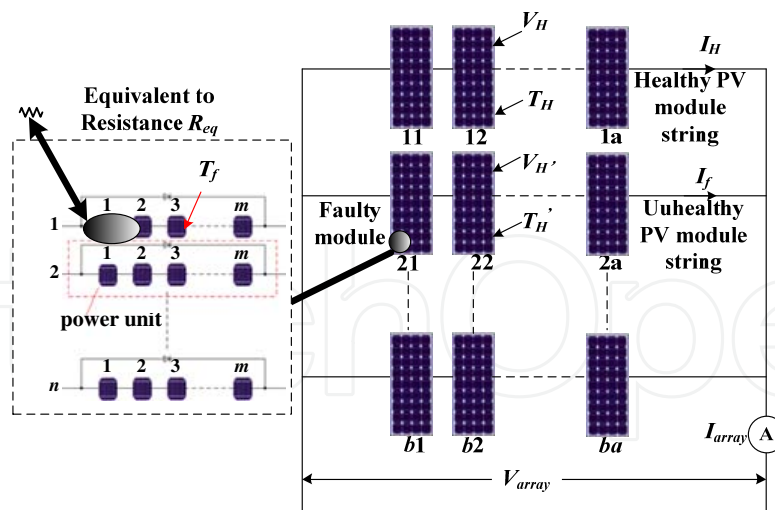 Equivalent to
Resistance Req
Tf
1 2 3 m
1
1 2 3 m
2
power unit
1 2 3 m
n
VH
TH
11 12 1a
IH
Healthy PV
module
string
VH'
TH'
Faulty
module
21 22 2a
If
Uuhealthy
PV module
string
b1 b2 ba
Iarray
A
Varray